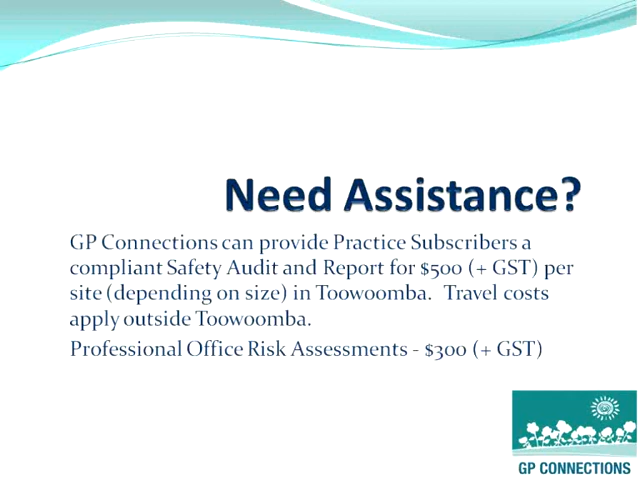 Need Assistance?
GP Connections can provide Practice Subscribers a
compliant Safety Audit and Report for $500 (+ GST) per
site (depending on size) in Toowoomba.  Travel costs
apply outside Toowoomba.
Professional Office Risk Assessments - $300 (+ GST)
GP CONNECTIONS